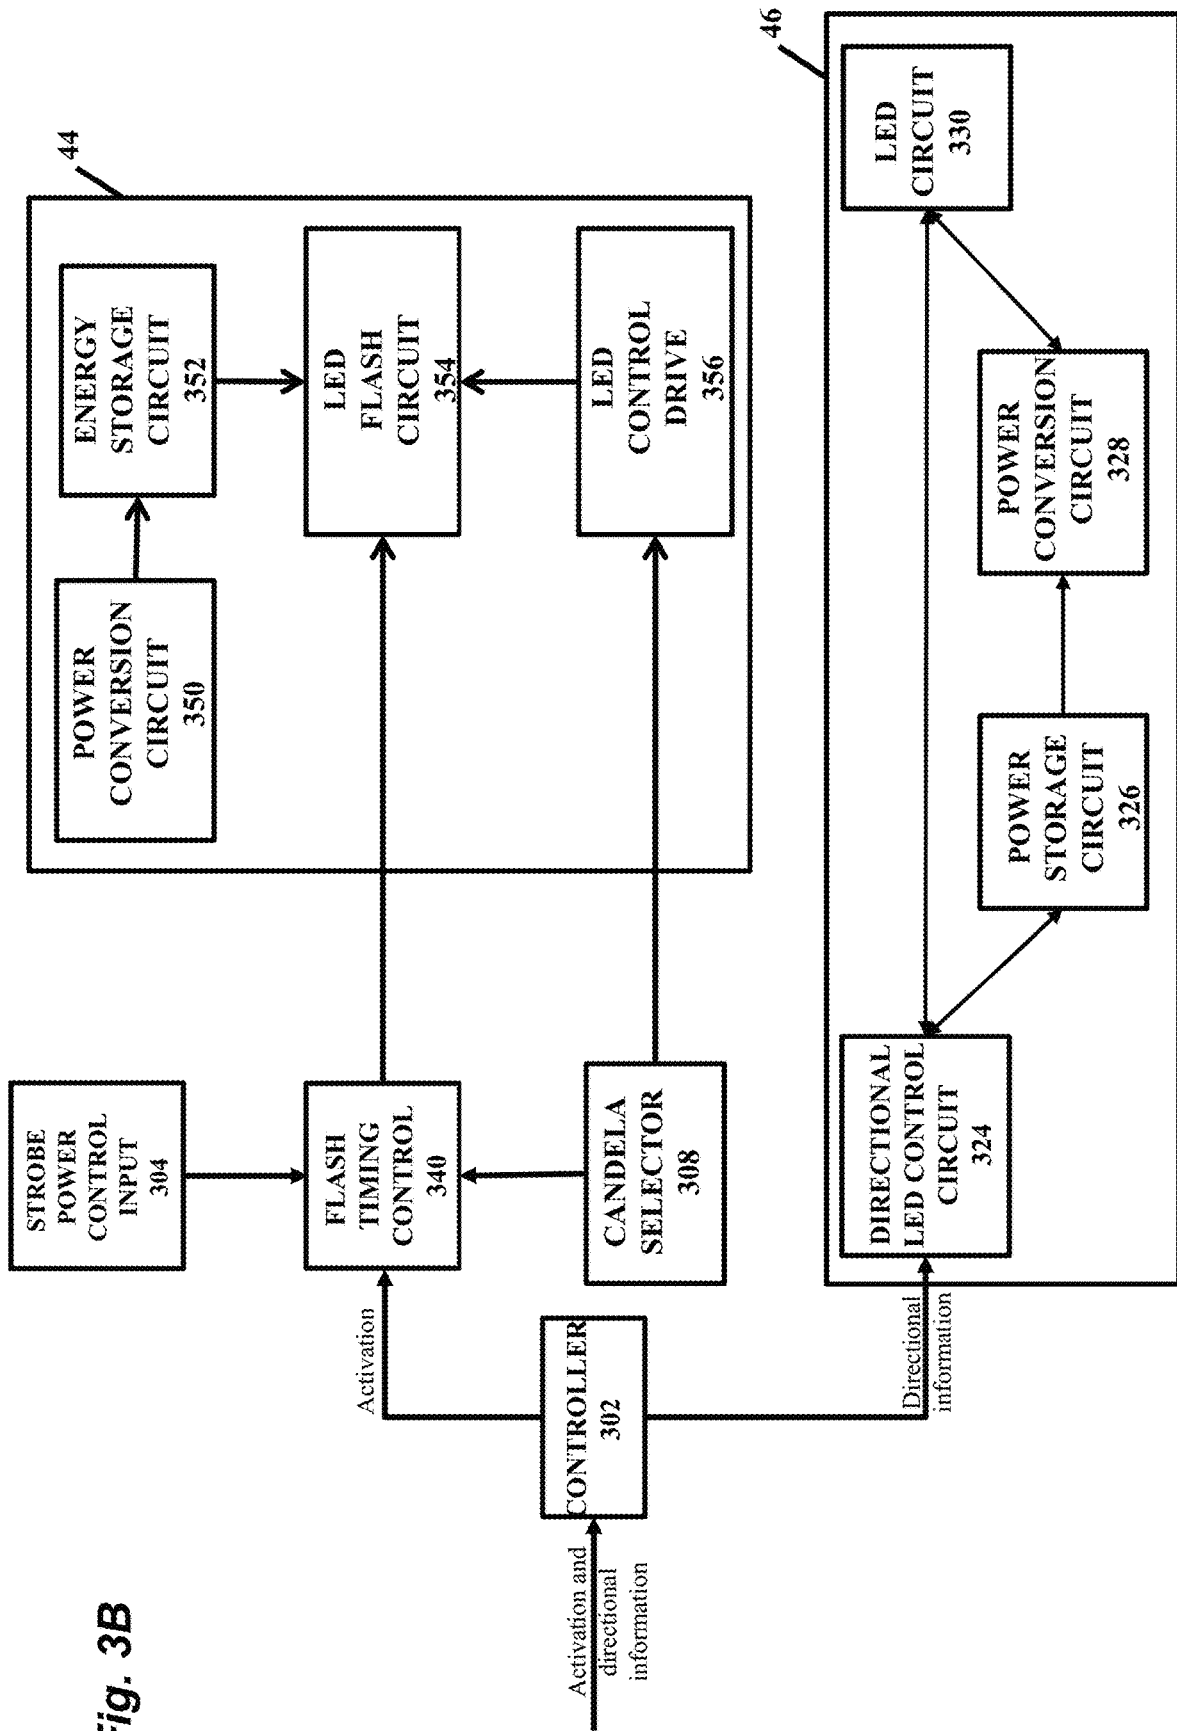 Fig. 3B
Activation and
directional
information
CONTROLLER
302
Activation
Directional
information
STROBE
POWER
CONTROL
INPUT
304
FLASH
TIMING
CONTROL
340
CANDELA
SELECTOR
308
44
POWER
CONVERSION
CIRCUIT
350
ENERGY
STORAGE
CIRCUIT
352
LED
FLASH
CIRCUIT
354
LED
CONTROL
DRIVE
356
46
DIRECTIONAL
LED CONTROL
CIRCUIT
324
POWER
STORAGE
CIRCUIT
326
POWER
CONVERSION
CIRCUIT
328
LED
CIRCUIT
330